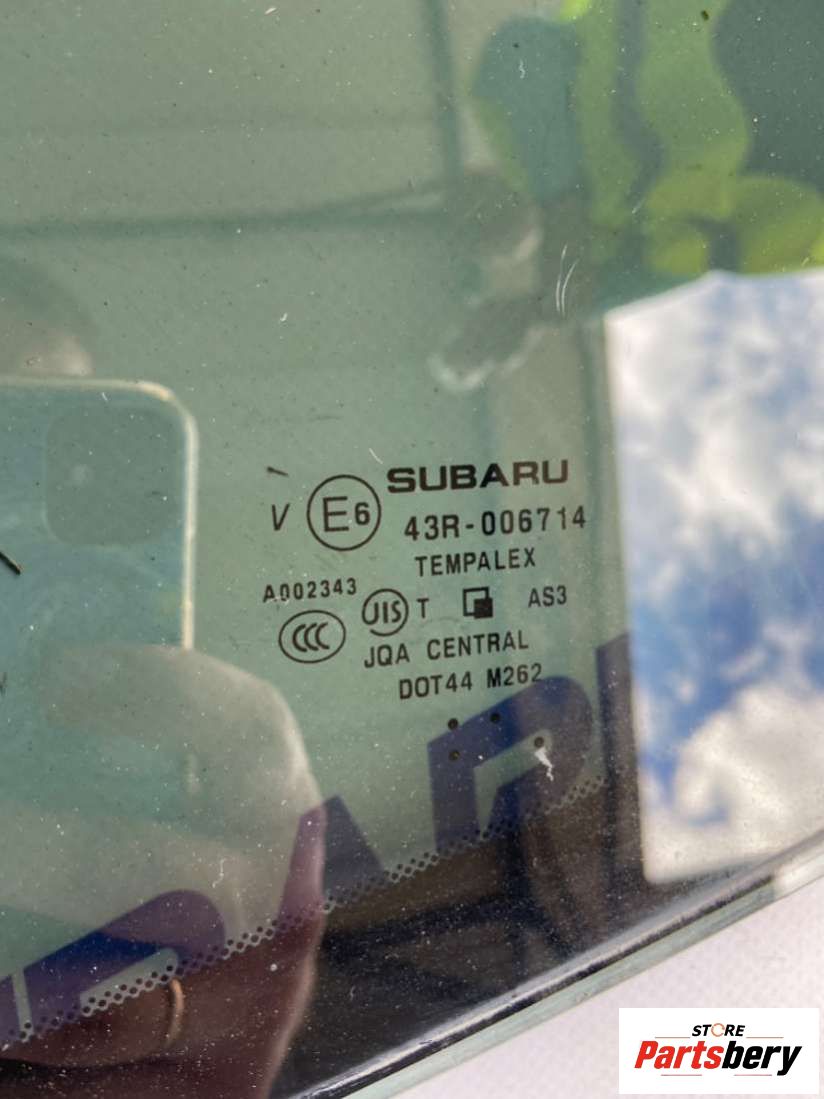 SUBARU
V E6 43R-006714
TEMPALEX
A002343
CCC JIS T AS3
JQA CENTRAL
DOT44 M262
STORE
Partsbery